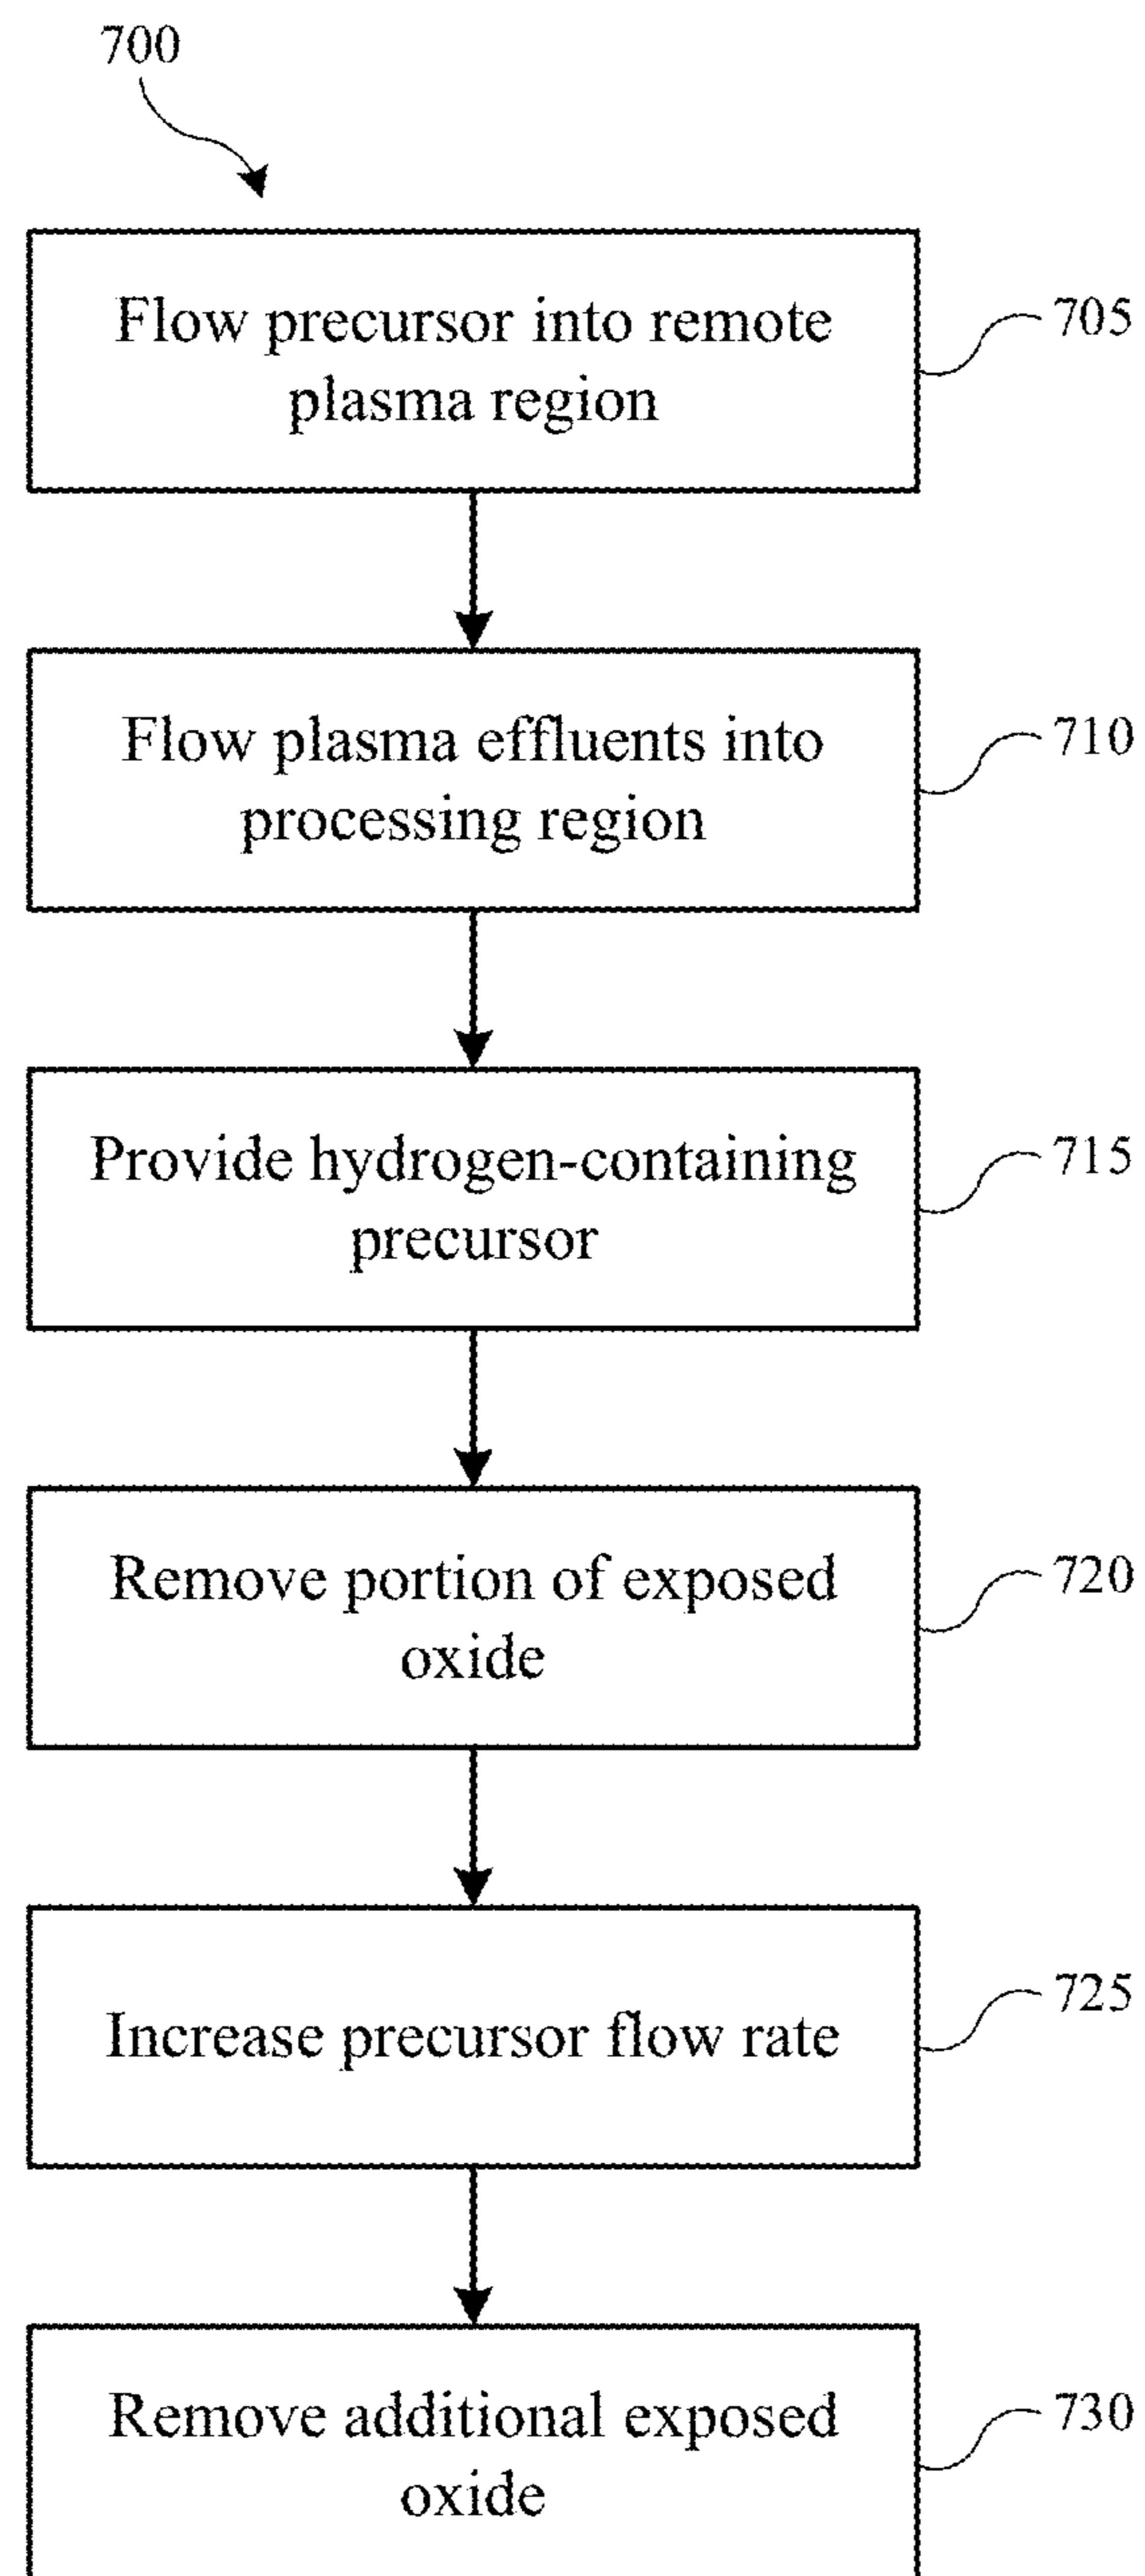 700
Flow precursor into remote
plasma region
705
Flow plasma effluents into
processing region
710
Provide hydrogen-containing
precursor
715
Remove portion of exposed
oxide
720
Increase precursor flow rate
725
Remove additional exposed
oxide
730